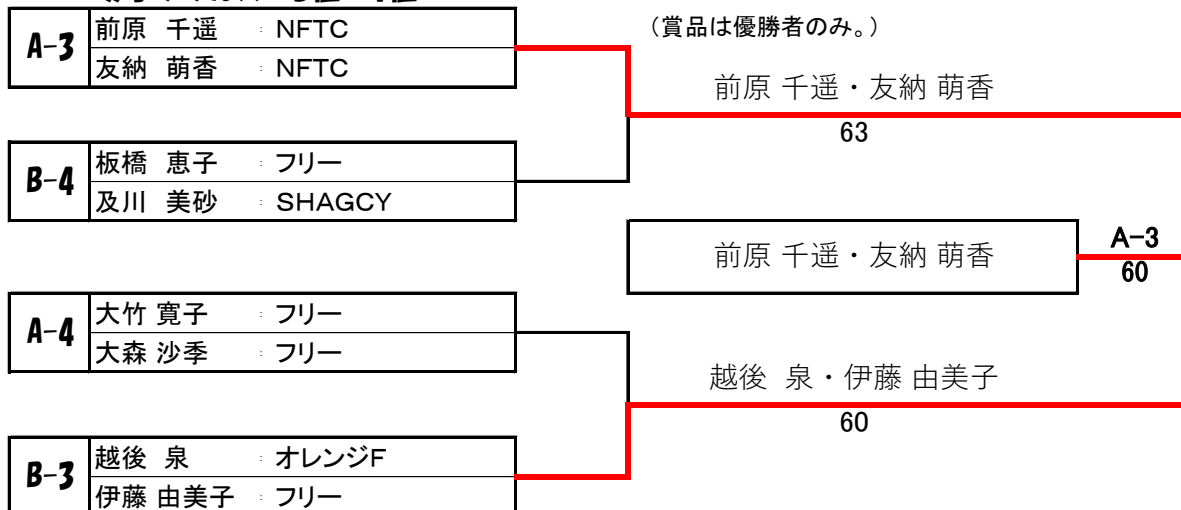 （賞品は優勝者のみ。）
A-3 前原　千遥 : NFTC
友納　萌香 : NFTC
前原 千遥・友納 萌香
63
B-4 板橋　恵子 : フリー
及川　美砂 : SHAGCY
前原 千遥・友納 萌香
A-3
60
A-4 大竹 寛子 : フリー
大森 沙季 : フリー
越後 泉・伊藤 由美子
60
B-3 越後 泉 : オレンジF
伊藤 由美子 : フリー